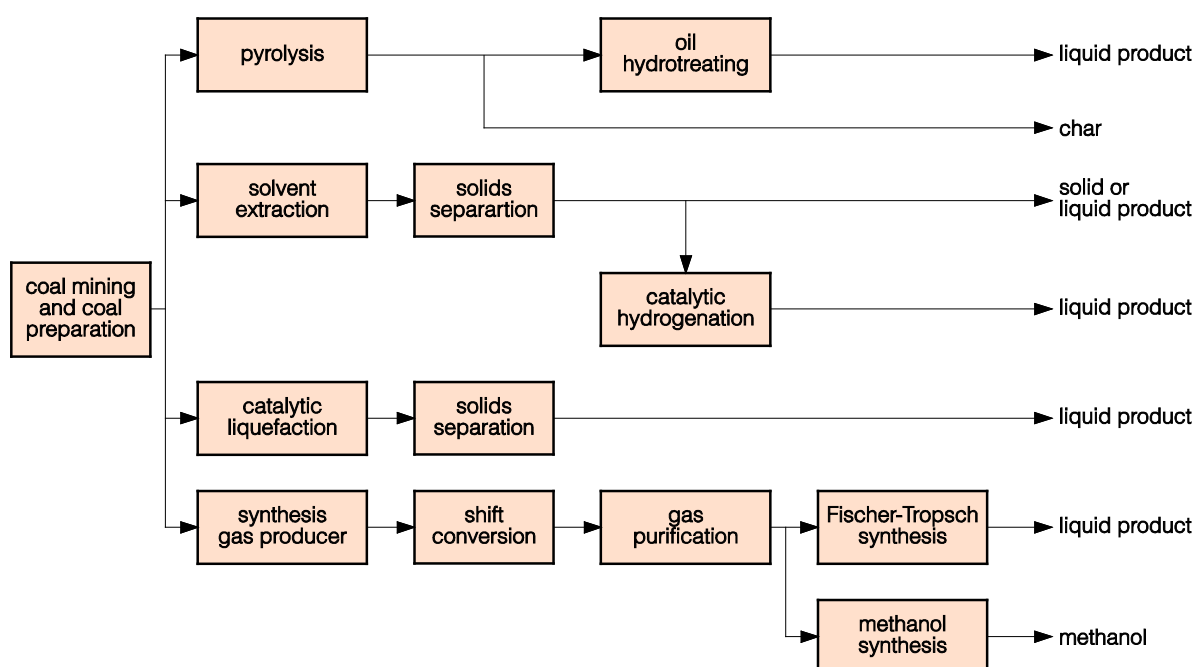 pyrolysis
oil
hydrotreating
liquid product
char
solvent
extraction
solids
separartion
solid or
liquid product
coal mining
and coal
preparation
catalytic
hydrogenation
liquid product
catalytic
liquefaction
solids
separation
liquid product
synthesis
gas producer
shift
conversion
gas
purification
Fischer-Tropsch
synthesis
liquid product
methanol
synthesis
methanol